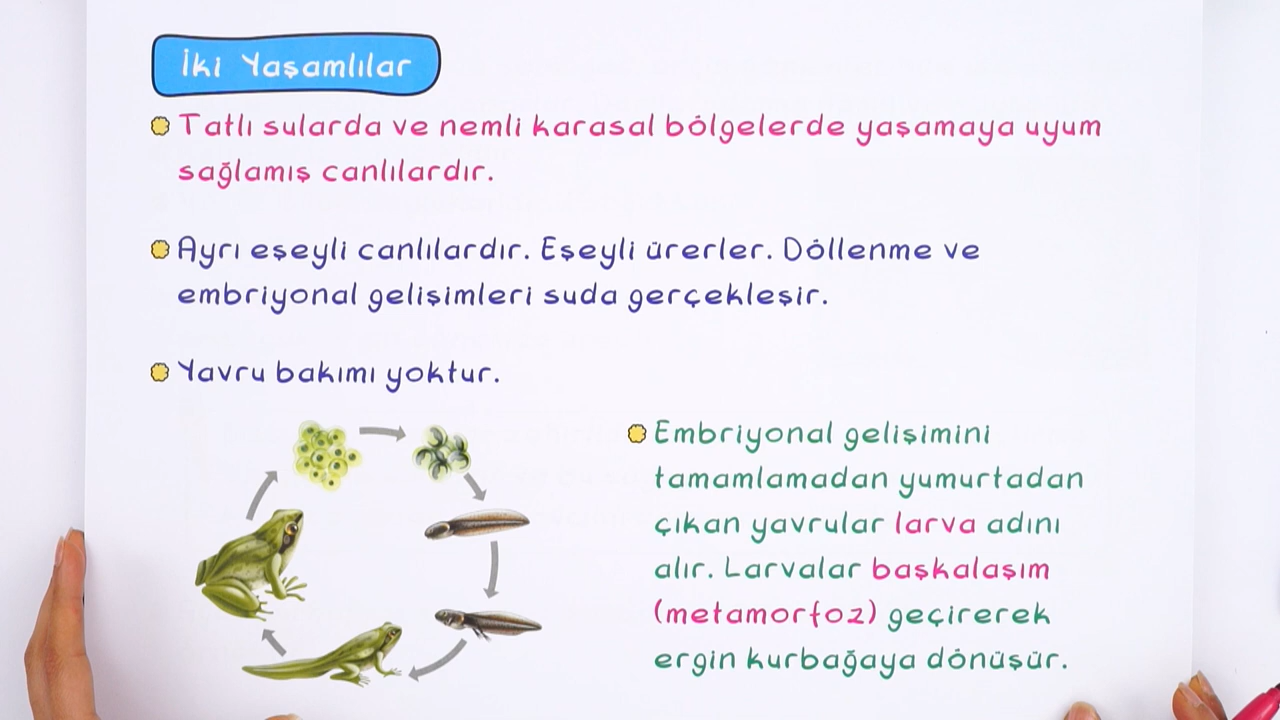 İki Yaşamlılar
Tatlı sularda ve nemli karasal bölgelerde yaşamaya uyum
sağlamış canlılardır.
Ayrı eşeyli canlılardır. Eşeyli ürerler. Döllenme ve
embriyonal gelişimleri suda gerçekleşir.
Yavru bakımı yoktur.
Embriyonal gelişimini
tamamlamadan yumurtadan
çıkan yavrular larva adını
alır. Larvalar başkalaşım
(metamorfoz) geçirerek
ergin kurbağaya dönüşür.